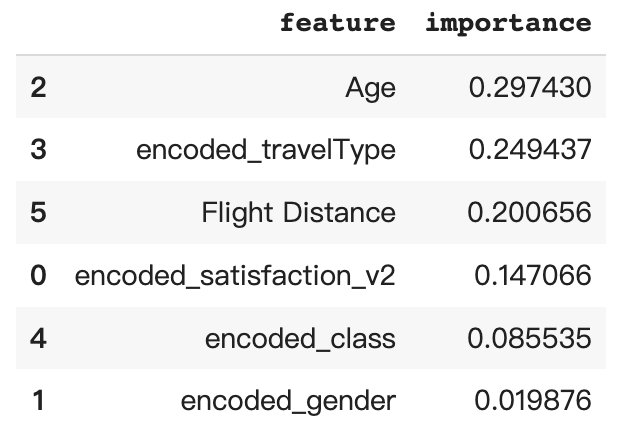 feature importance
2 Age 0.297430
3 encoded_travelType 0.249437
5 Flight Distance 0.200656
0 encoded_satisfaction_v2 0.147066
4 encoded_class 0.085535
1 encoded_gender 0.019876